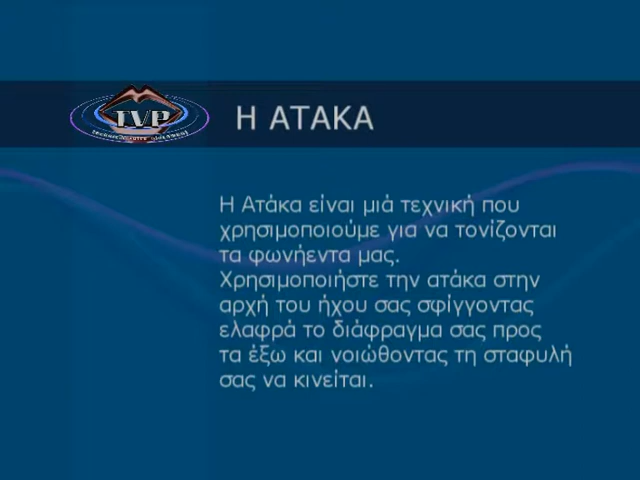 IVP
Η ΑΤΑΚΑ
Η Ατάκα είναι μιά τεχνική που
χρησιμοποιούμε για να τονίζονται
τα φωνήεντα μας.
Χρησιμοποιήστε την ατάκα στην
αρχή του ήχου σας σφίγγοντας
ελαφρά το διάφραγμα σας προς
τα έξω και νοιώθοντας τη σταφυλή
σας να κινείται.